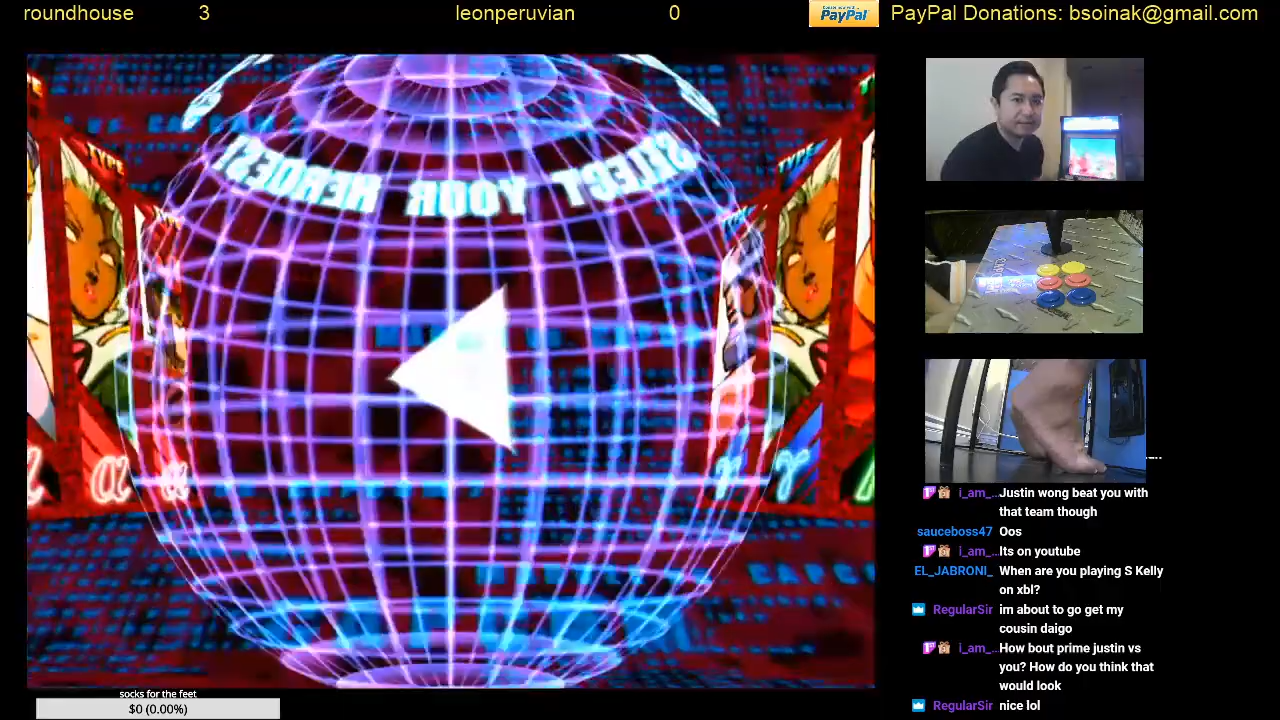 roundhouse 3 leonperuvian 0 PayPal PayPal Donations: bsoinak@gmail.com
SELECT YOUR HEROES!
TYPE
TYPE
i_am_... Justin wong beat you with
that team though
sauceboss47 Oos
i_am_... Its on youtube
EL_JABRONI_ When are you playing S Kelly
on xbl?
RegularSir im about to go get my
cousin daigo
i_am_... How bout prime justin vs
you? How do you think that
would look
RegularSir nice lol
socks for the feet
$0 (0.00%)